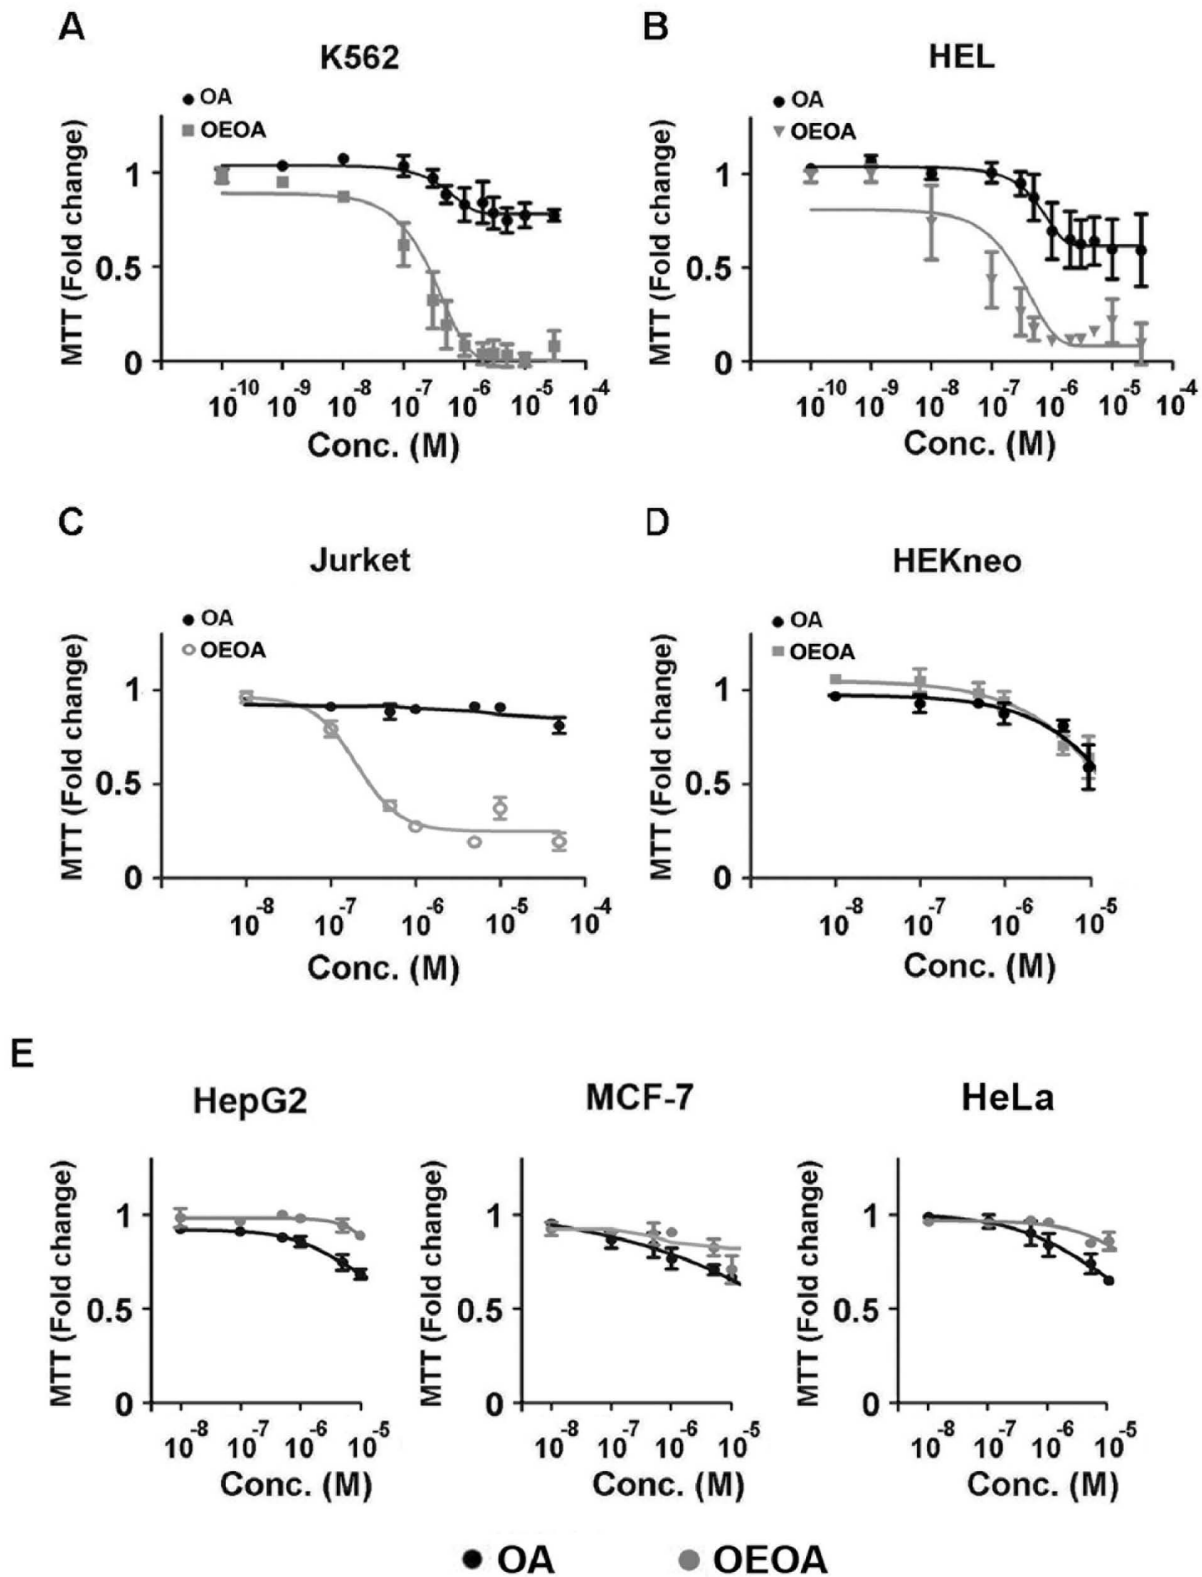 A
K562
OA
OEOA
MTT (Fold change)
1
0.5
0
10-10 10-9 10-8 10-7 10-6 10-5 10-4
Conc. (M)
B
HEL
OA
OEOA
MTT (Fold change)
1
0.5
0
10-10 10-9 10-8 10-7 10-6 10-5 10-4
Conc. (M)
C
Jurket
OA
OEOA
MTT (Fold change)
1
0.5
0
10-8 10-7 10-6 10-5 10-4
Conc. (M)
D
HEKneo
OA
OEOA
MTT (Fold change)
1
0.5
0
10-8 10-7 10-6 10-5
Conc. (M)
E
HepG2
MTT (Fold change)
1
0.5
0
10-8 10-7 10-6 10-5
Conc. (M)
MCF-7
MTT (Fold change)
1
0.5
0
10-8 10-7 10-6 10-5
Conc. (M)
HeLa
MTT (Fold change)
1
0.5
0
10-8 10-7 10-6 10-5
Conc. (M)
OA OEOA